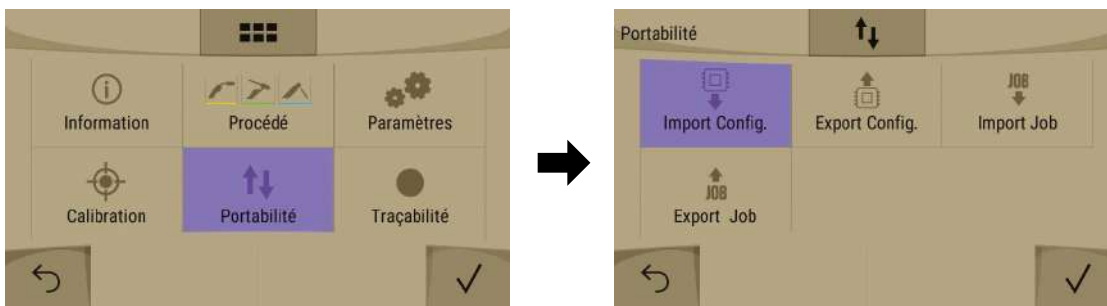 Information
Procédé
Paramètres
Calibration
Portabilité
Traçabilité
Portabilité
Import Config.
Export Config.
JOB
Import Job
JOB
Export Job